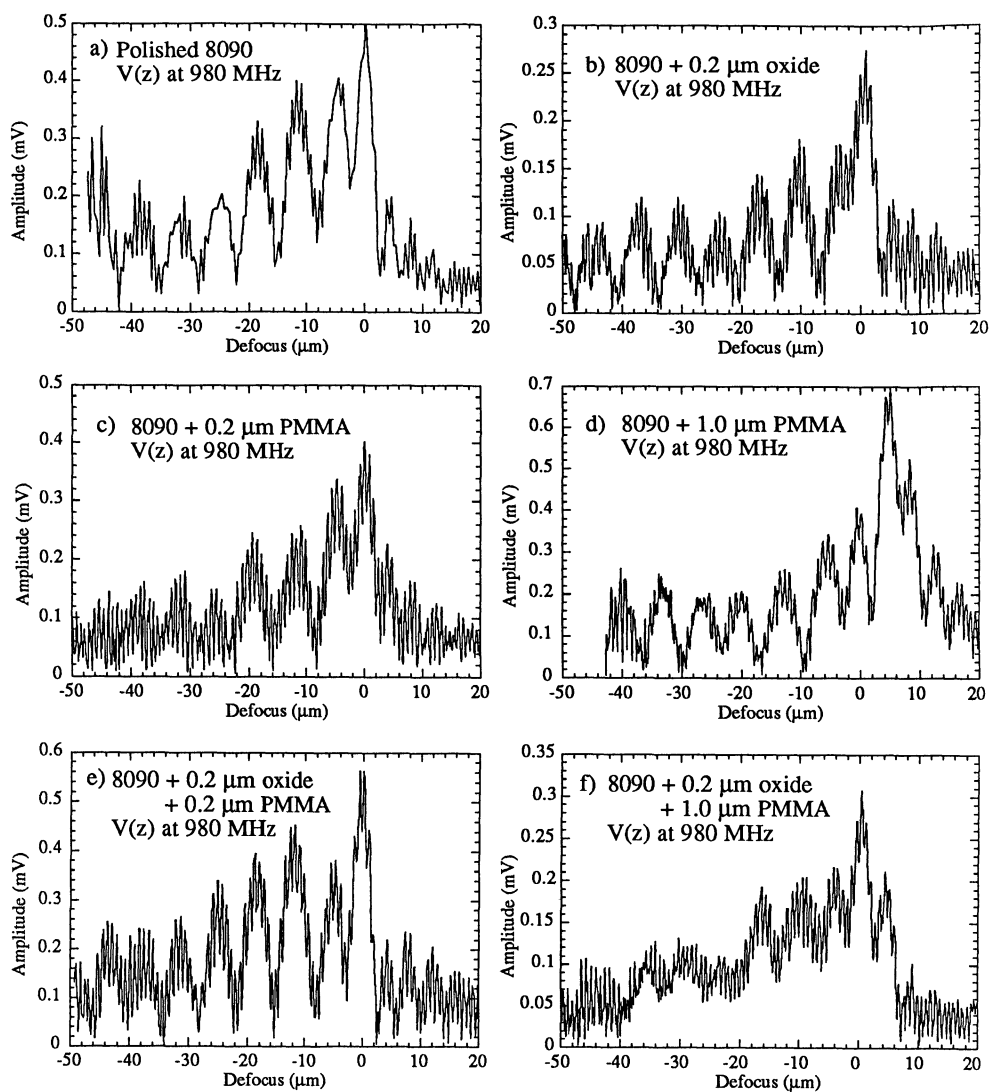 a) Polished 8090
V(z) at 980 MHz
0.5
0.4
0.3
0.2
0.1
0
Amplitude (mV)
-50 -40 -30 -20 -10 0 10 20
Defocus (µm)
b) 8090 + 0.2 µm oxide
V(z) at 980 MHz
0.3
0.25
0.2
0.15
0.1
0.05
0
Amplitude (mV)
-50 -40 -30 -20 -10 0 10 20
Defocus (µm)
c) 8090 + 0.2 µm PMMA
V(z) at 980 MHz
0.5
0.4
0.3
0.2
0.1
0
Amplitude (mV)
-50 -40 -30 -20 -10 0 10 20
Defocus (µm)
d) 8090 + 1.0 µm PMMA
V(z) at 980 MHz
0.7
0.6
0.5
0.4
0.3
0.2
0.1
0
Amplitude (mV)
-50 -40 -30 -20 -10 0 10 20
Defocus (µm)
e) 8090 + 0.2 µm oxide
+ 0.2 µm PMMA
V(z) at 980 MHz
0.6
0.5
0.4
0.3
0.2
0.1
0
Amplitude (mV)
-50 -40 -30 -20 -10 0 10 20
Defocus (µm)
f) 8090 + 0.2 µm oxide
+ 1.0 µm PMMA
V(z) at 980 MHz
0.35
0.3
0.25
0.2
0.15
0.1
0.05
0
Amplitude (mV)
-50 -40 -30 -20 -10 0 10 20
Defocus (µm)